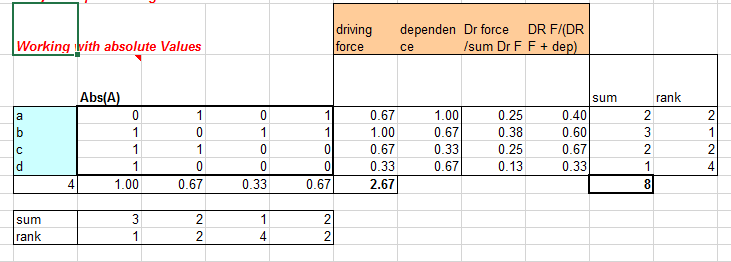 driving dependen Dr force DR F/(DR
Working with absolute Values force ce /sum Dr F F + dep)
Abs(A) sum rank
a 0 1 0 1 0.67 1.00 0.25 0.40 2 2
b 1 0 1 1 1.00 0.67 0.38 0.60 3 1
c 1 1 0 0 0.67 0.33 0.25 0.67 2 2
d 1 0 0 0 0.33 0.67 0.13 0.33 1 4
4 1.00 0.67 0.33 0.67 2.67 8
sum 3 2 1 2
rank 1 2 4 2